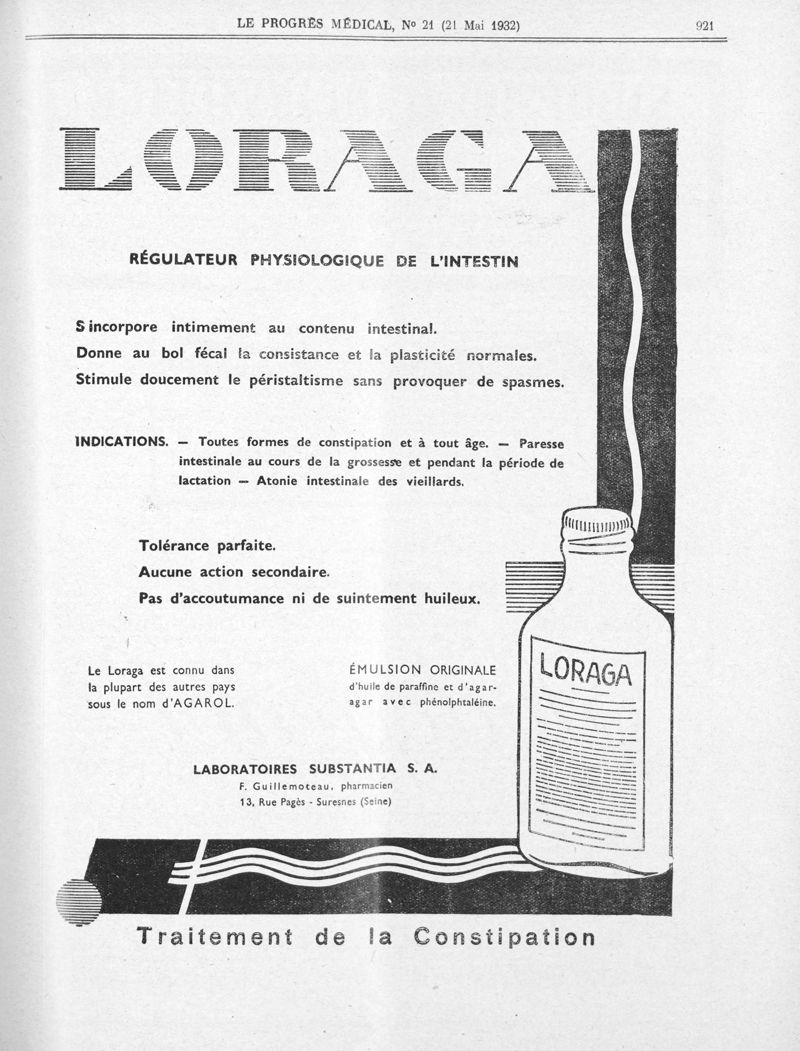 LE PROGRÈS MÉDICAL, No 21 (21 Mai 1932)
921
LORAGA
RÉGULATEUR PHYSIOLOGIQUE DE L'INTESTIN
S incorpore intimement au contenu intestinal.
Donne au bol fécal la consistance et la plasticité normales.
Stimule doucement le péristaltisme sans provoquer de spasmes.
INDICATIONS. — Toutes formes de constipation et à tout âge. — Paresse
intestinale au cours de la grossesse et pendant la période de
lactation — Atonie intestinale des vieillards.
Tolérance parfaite.
Aucune action secondaire.
Pas d'accoutumance ni de suintement huileux.
Le Loraga est connu dans
la plupart des autres pays
sous le nom d'AGAROL.
ÉMULSION ORIGINALE
d'huile de paraffine et d'agar-
agar avec phénolphtaléine.
LORAGA
LABORATOIRES SUBSTANTIA S. A.
F. Guillemoteau, pharmacien
13, Rue Pagès - Suresnes (Seine)
Traitement de la Constipation